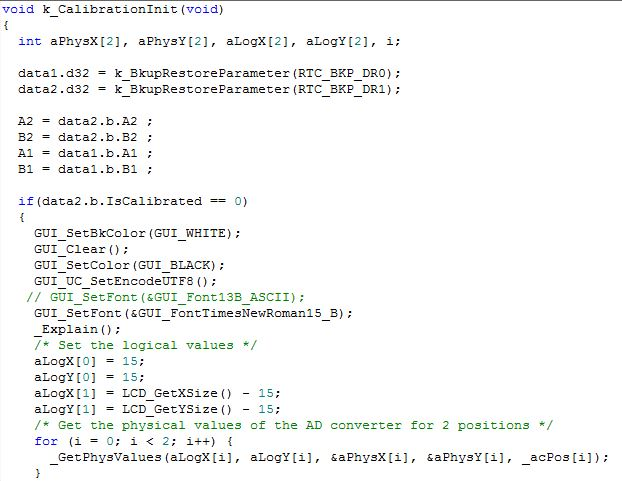 void k_CalibrationInit(void)
{
  int aPhysX[2], aPhysY[2], aLogX[2], aLogY[2], i;

  data1.d32 = k_BkupRestoreParameter(RTC_BKP_DR0);
  data2.d32 = k_BkupRestoreParameter(RTC_BKP_DR1);

  A2 = data2.b.A2 ;
  B2 = data2.b.B2 ;
  A1 = data1.b.A1 ;
  B1 = data1.b.B1 ;

  if(data2.b.IsCalibrated == 0)
  {
    GUI_SetBkColor(GUI_WHITE);
    GUI_Clear();
    GUI_SetColor(GUI_BLACK);
    GUI_UC_SetEncodeUTF8();
   // GUI_SetFont(&GUI_Font13B_ASCII);
    GUI_SetFont(&GUI_FontTimesNewRoman15_B);
    _Explain();
    /* Set the logical values */
    aLogX[0] = 15;
    aLogY[0] = 15;
    aLogX[1] = LCD_GetXSize() - 15;
    aLogY[1] = LCD_GetYSize() - 15;
    /* Get the physical values of the AD converter for 2 positions */
    for (i = 0; i < 2; i++) {
      _GetPhysValues(aLogX[i], aLogY[i], &aPhysX[i], &aPhysY[i], _acPos[i]);
    }